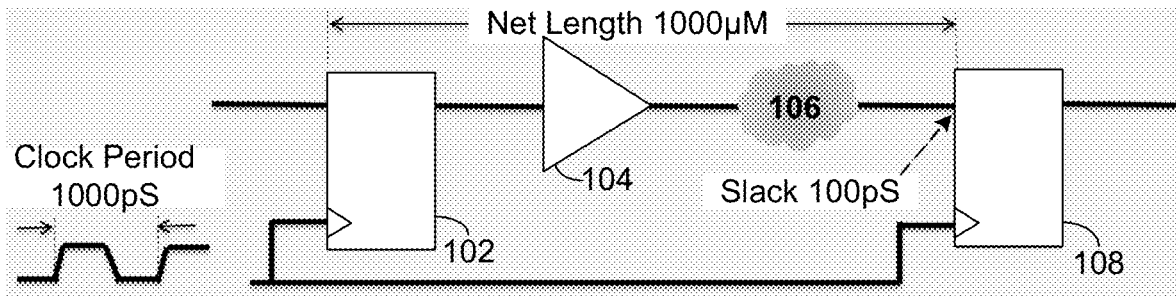 Net Length 1000µM
106
Clock Period
1000pS
104
Slack 100pS
102
108